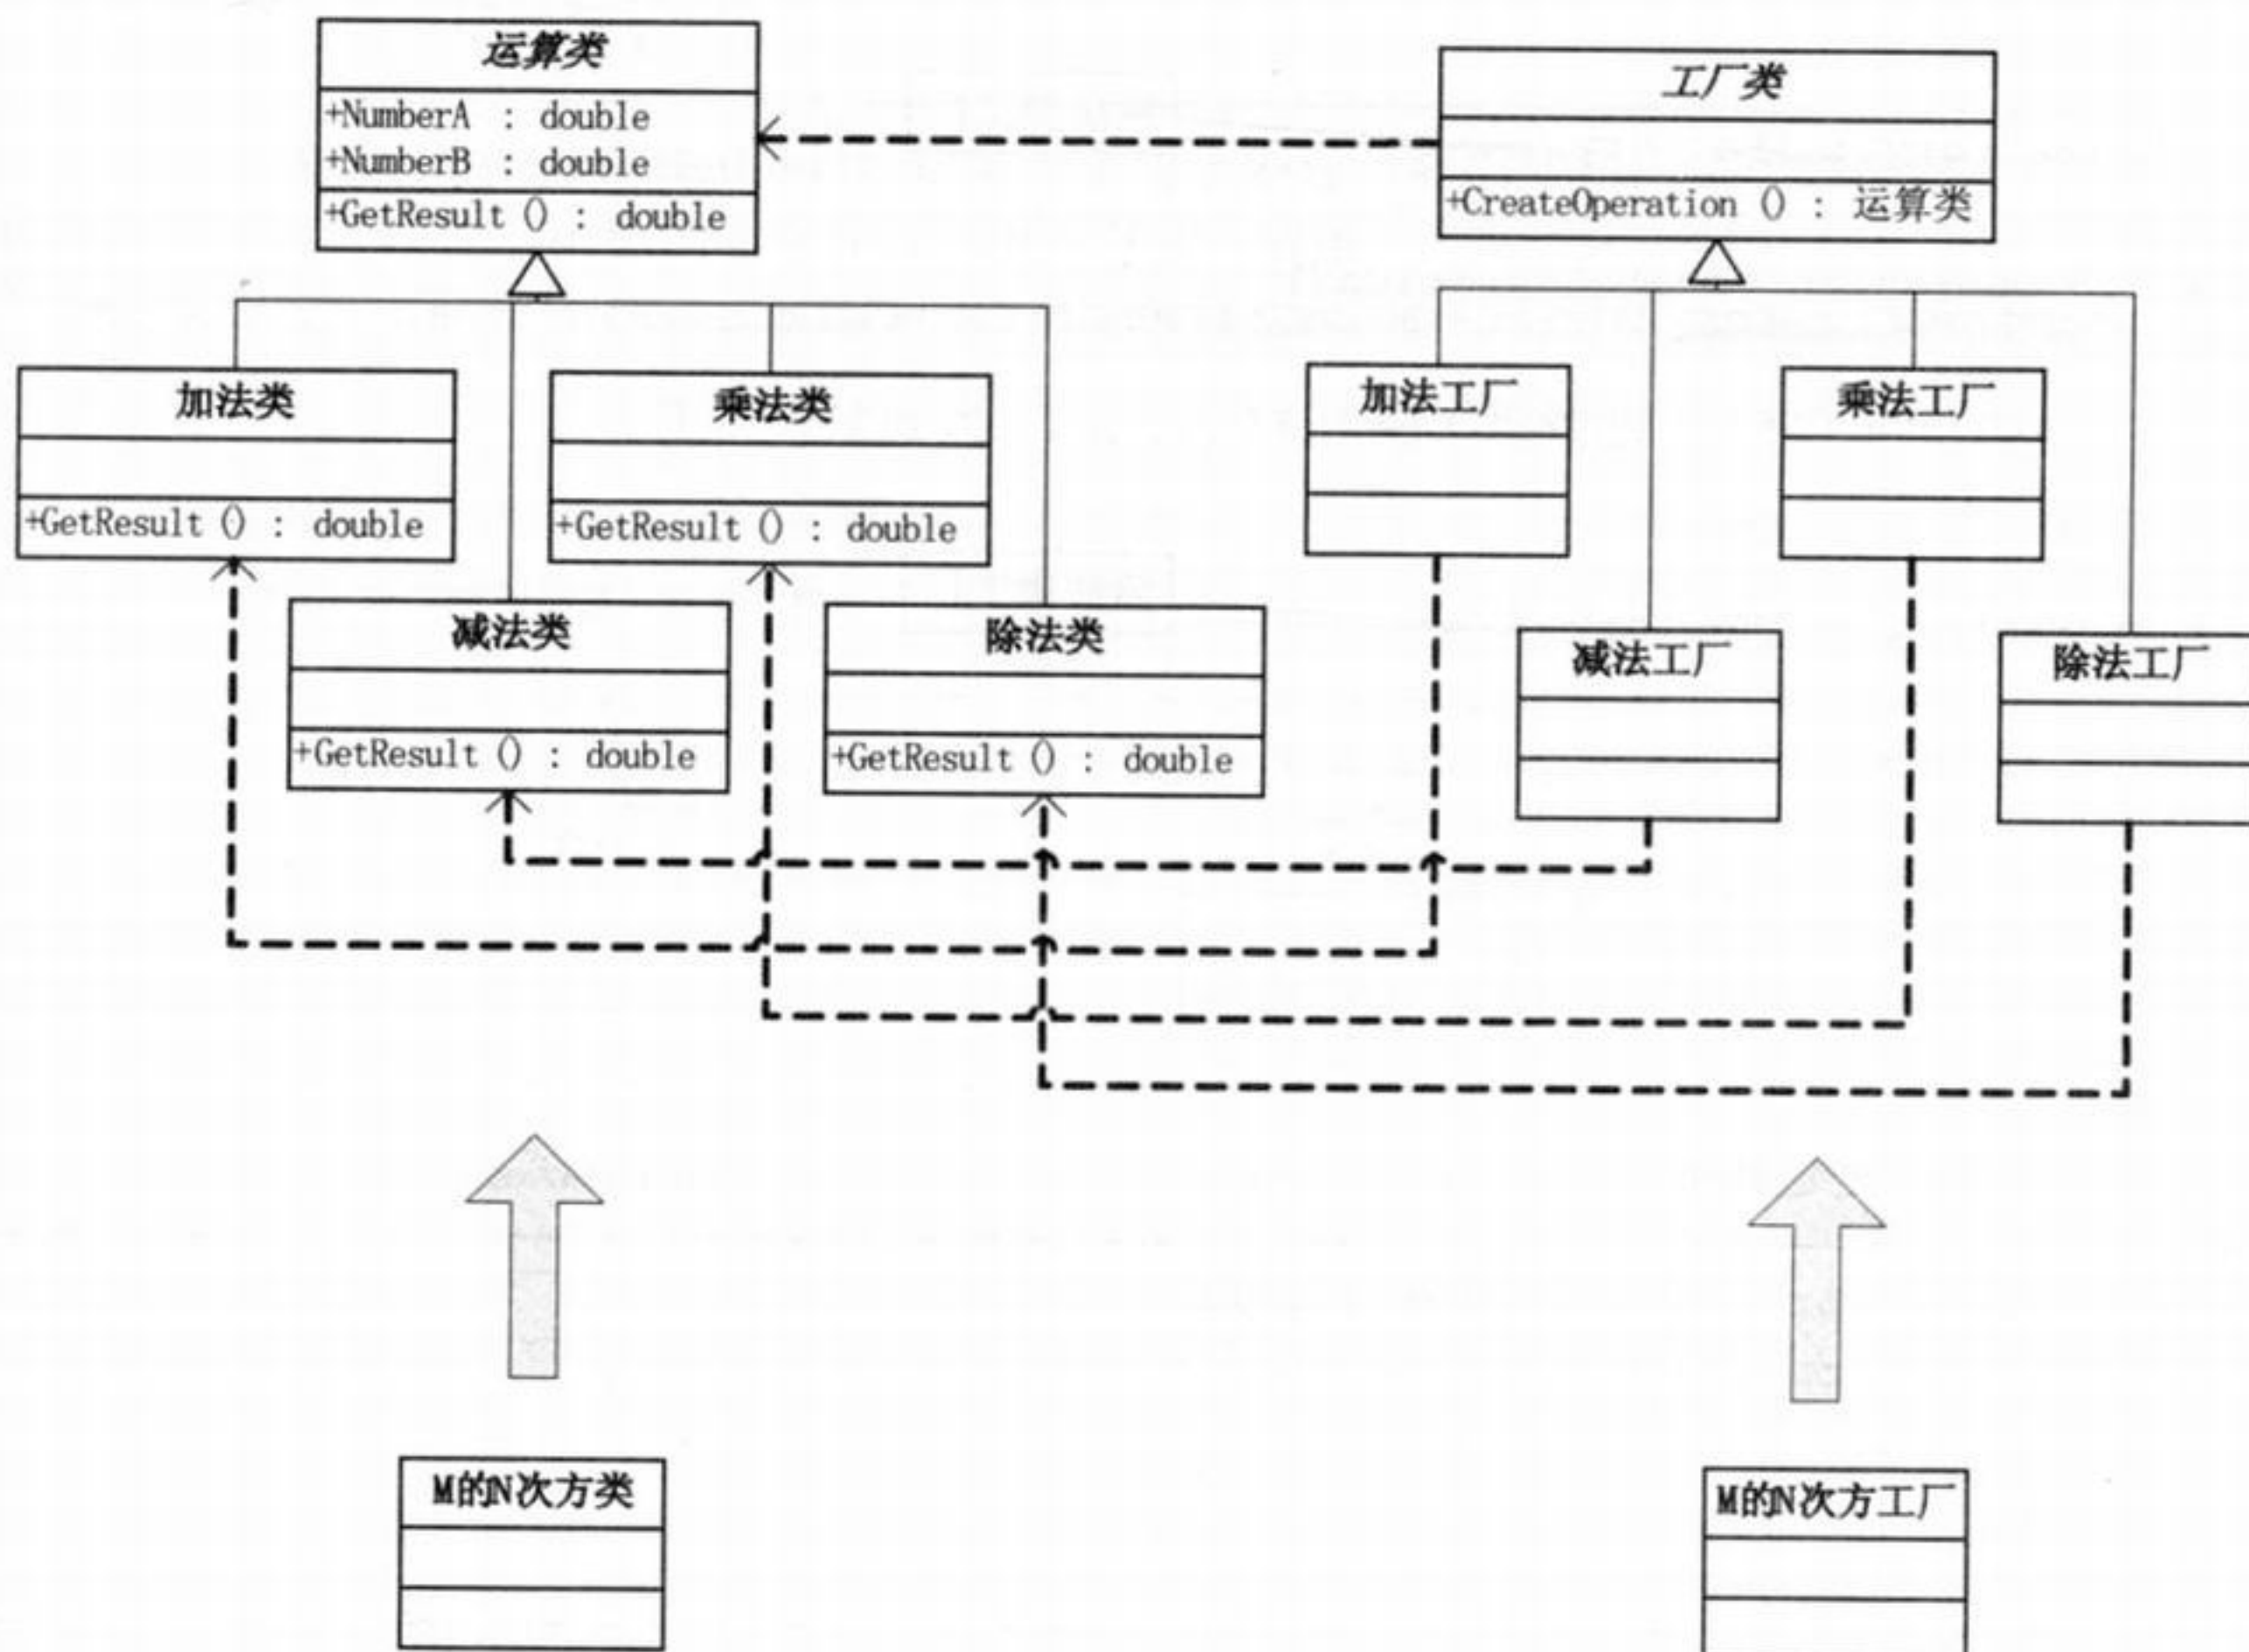 运算类
+NumberA : double
+NumberB : double
+GetResult () : double
工厂类
+CreateOperation () : 运算类
加法类
+GetResult () : double
乘法类
+GetResult () : double
减法类
+GetResult () : double
除法类
+GetResult () : double
加法工厂
乘法工厂
减法工厂
除法工厂
M的N次方类
M的N次方工厂